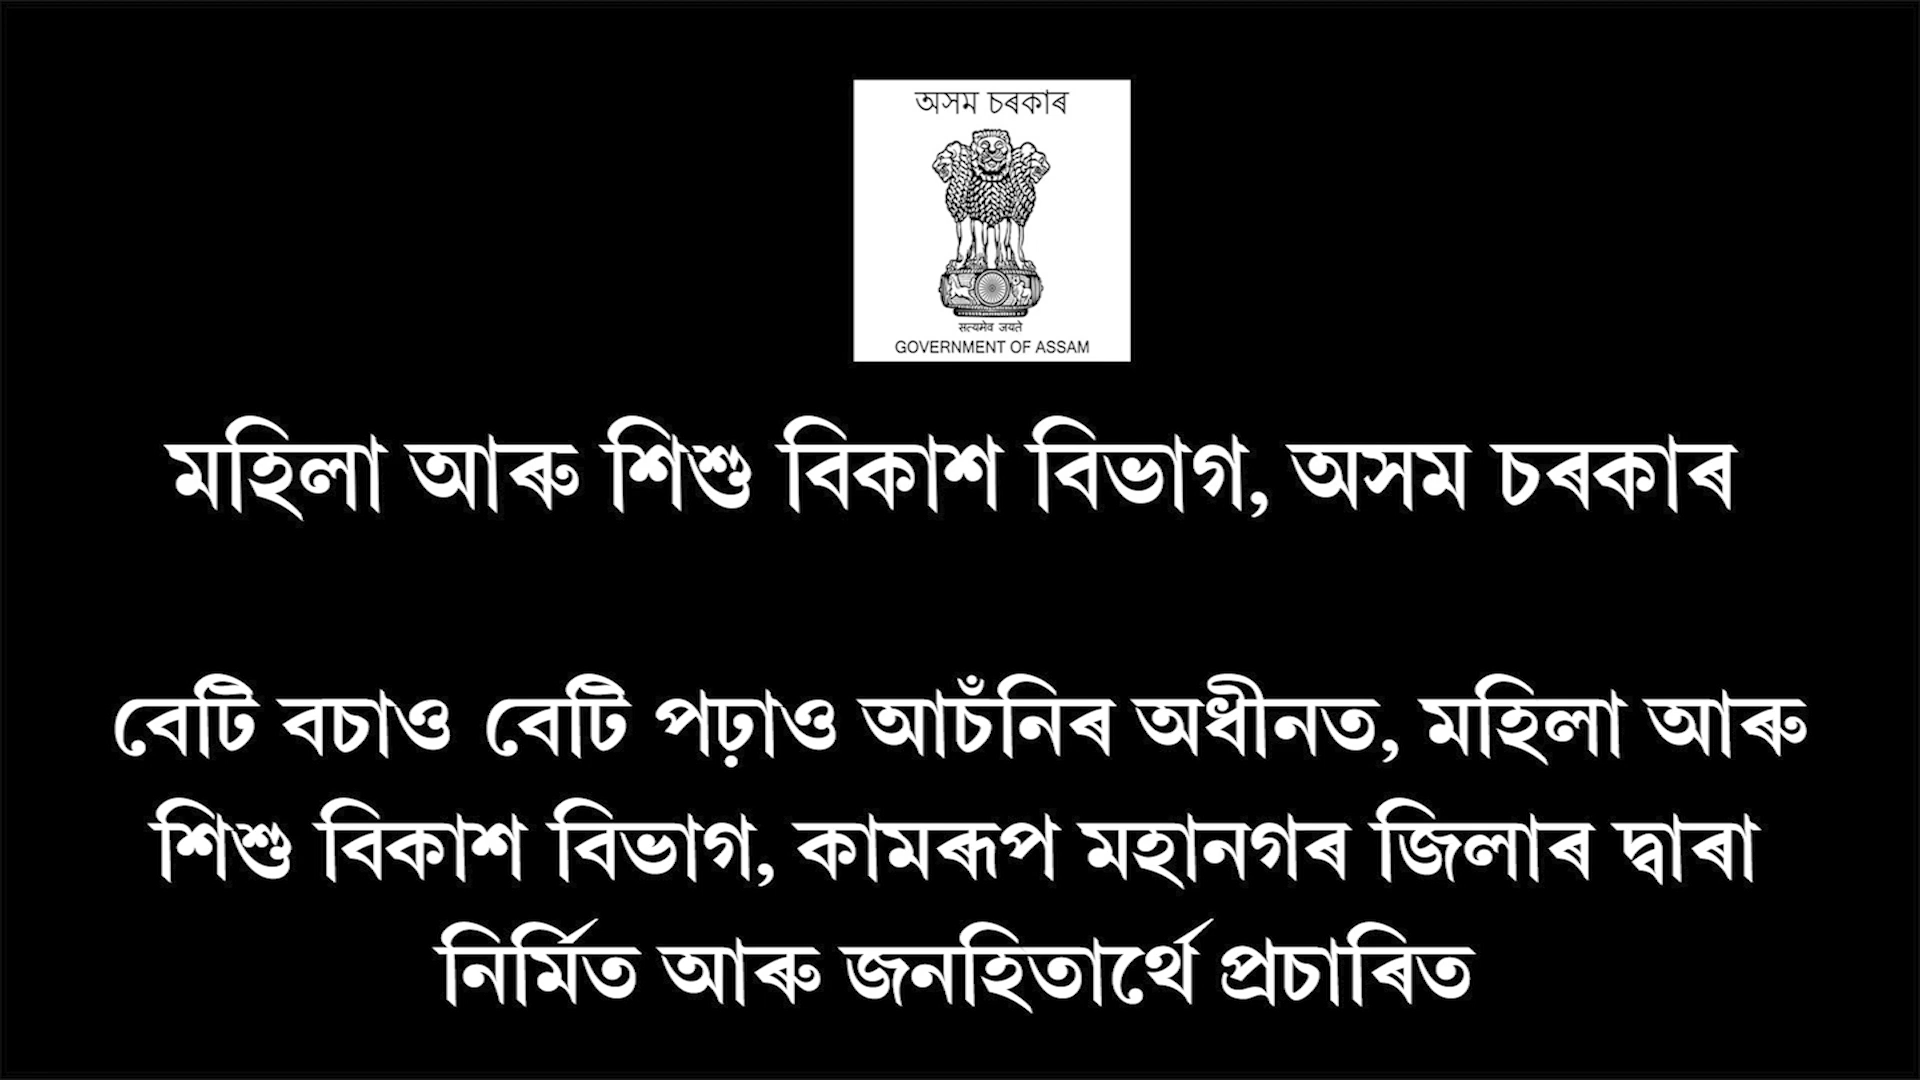 অসম চৰকাৰ
सत्यमेव जयते
GOVERNMENT OF ASSAM
মহিলা আৰু শিশু বিকাশ বিভাগ, অসম চৰকাৰ
বেটি বচাও বেটি পঢ়াও আচঁনিৰ অধীনত, মহিলা আৰু
শিশু বিকাশ বিভাগ, কামৰূপ মহানগৰ জিলাৰ দ্বাৰা
নিৰ্মিত আৰু জনহিতাৰ্থে প্ৰচাৰিত